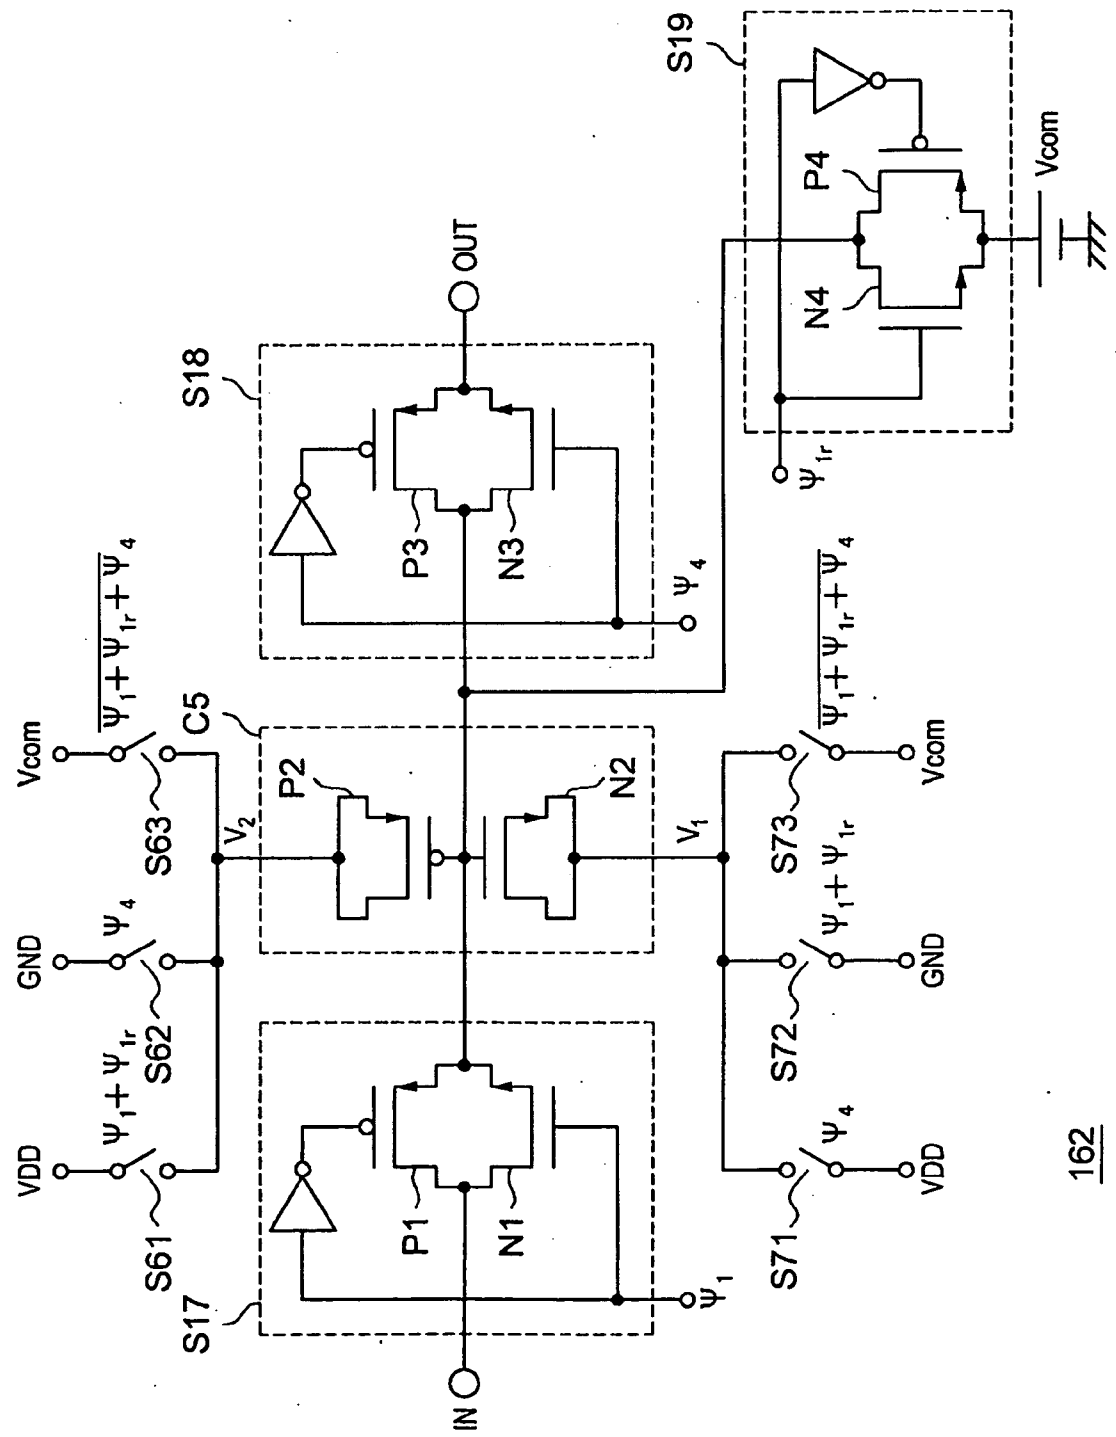 VDD
GND
Vcom
Ψ1 + Ψ1r
Ψ4
Ψ1 + Ψ1r + Ψ4
S61
S62
S63
V2
C5
S17
S18
S19
P1
N1
P2
N2
P3
N3
P4
N4
IN
OUT
Ψ1
Ψ4
Ψ1r
Vcom
V1
S71
S72
S73
Ψ4
Ψ1 + Ψ1r
Ψ1 + Ψ1r + Ψ4
VDD
GND
Vcom
162